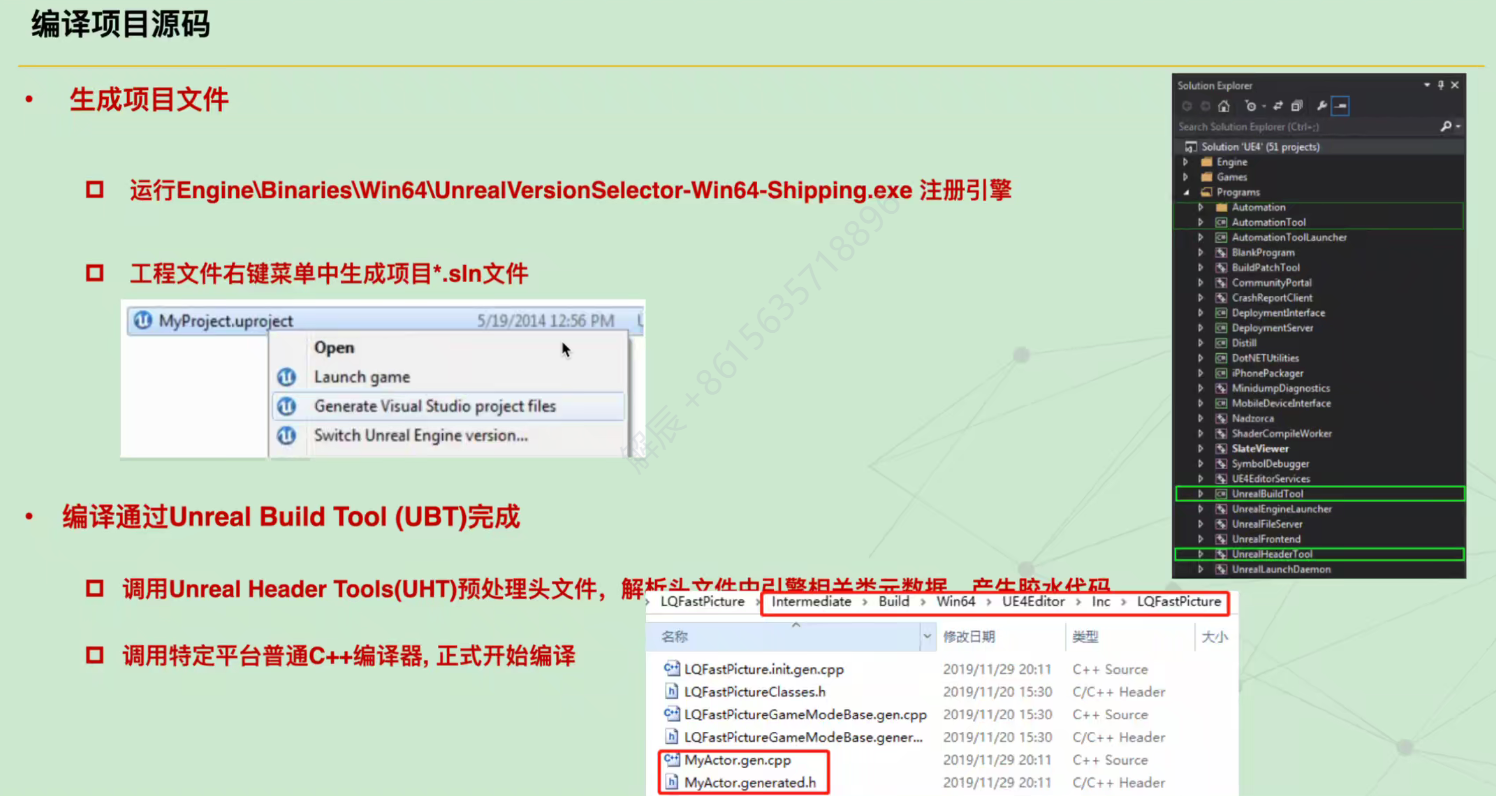 编译项目源码
• 生成项目文件
运行Engine\Binaries\Win64\UnrealVersionSelector-Win64-Shipping.exe 注册引擎
工程文件右键菜单中生成项目*.sln文件
MyProject.uproject 5/19/2014 12:56 PM
Open
Launch game
Generate Visual Studio project files
Switch Unreal Engine version...
• 编译通过Unreal Build Tool (UBT)完成
调用Unreal Header Tools(UHT)预处理头文件，解析头文件中引擎相关类元数据，产生胶水代码
调用特定平台普通C++编译器, 正式开始编译
Solution Explorer
Search Solution Explorer (Ctrl+;)
Solution 'UE4' (51 projects)
Engine
Games
Programs
Automation
AutomationTool
AutomationToolLauncher
BlankProgram
BuildPatchTool
CommunityPortal
CrashReportClient
DeploymentInterface
DeploymentServer
Distill
DotNETUtilities
iPhonePackager
MinidumpDiagnostics
MobileDeviceInterface
Nadzorca
ShaderCompileWorker
SlateViewer
SymbolDebugger
UE4EditorServices
UnrealBuildTool
UnrealEngineLauncher
UnrealFileServer
UnrealFrontend
UnrealHeaderTool
UnrealLaunchDaemon
LQFastPicture › Intermediate › Build › Win64 › UE4Editor › Inc › LQFastPicture
名称 修改日期 类型 大小
LQFastPicture.init.gen.cpp 2019/11/29 20:11 C++ Source
LQFastPictureClasses.h 2019/11/20 15:30 C/C++ Header
LQFastPictureGameModeBase.gen.cpp 2019/11/20 15:30 C++ Source
LQFastPictureGameModeBase.gener... 2019/11/20 15:30 C/C++ Header
MyActor.gen.cpp 2019/11/29 20:11 C++ Source
MyActor.generated.h 2019/11/29 20:11 C/C++ Header
解辰 +8615635718896